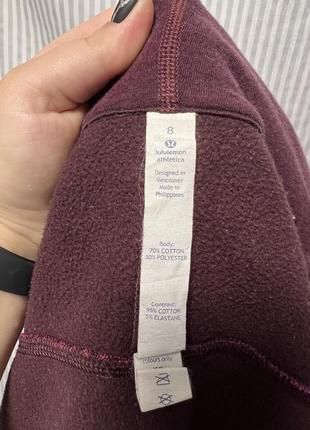 8
lululemon
athletica
Designed in
Vancouver
Made in
Philippines
Body:
70% COTTON
30% POLYESTER
Contrast:
95% COTTON
5% ELASTANE
colours only